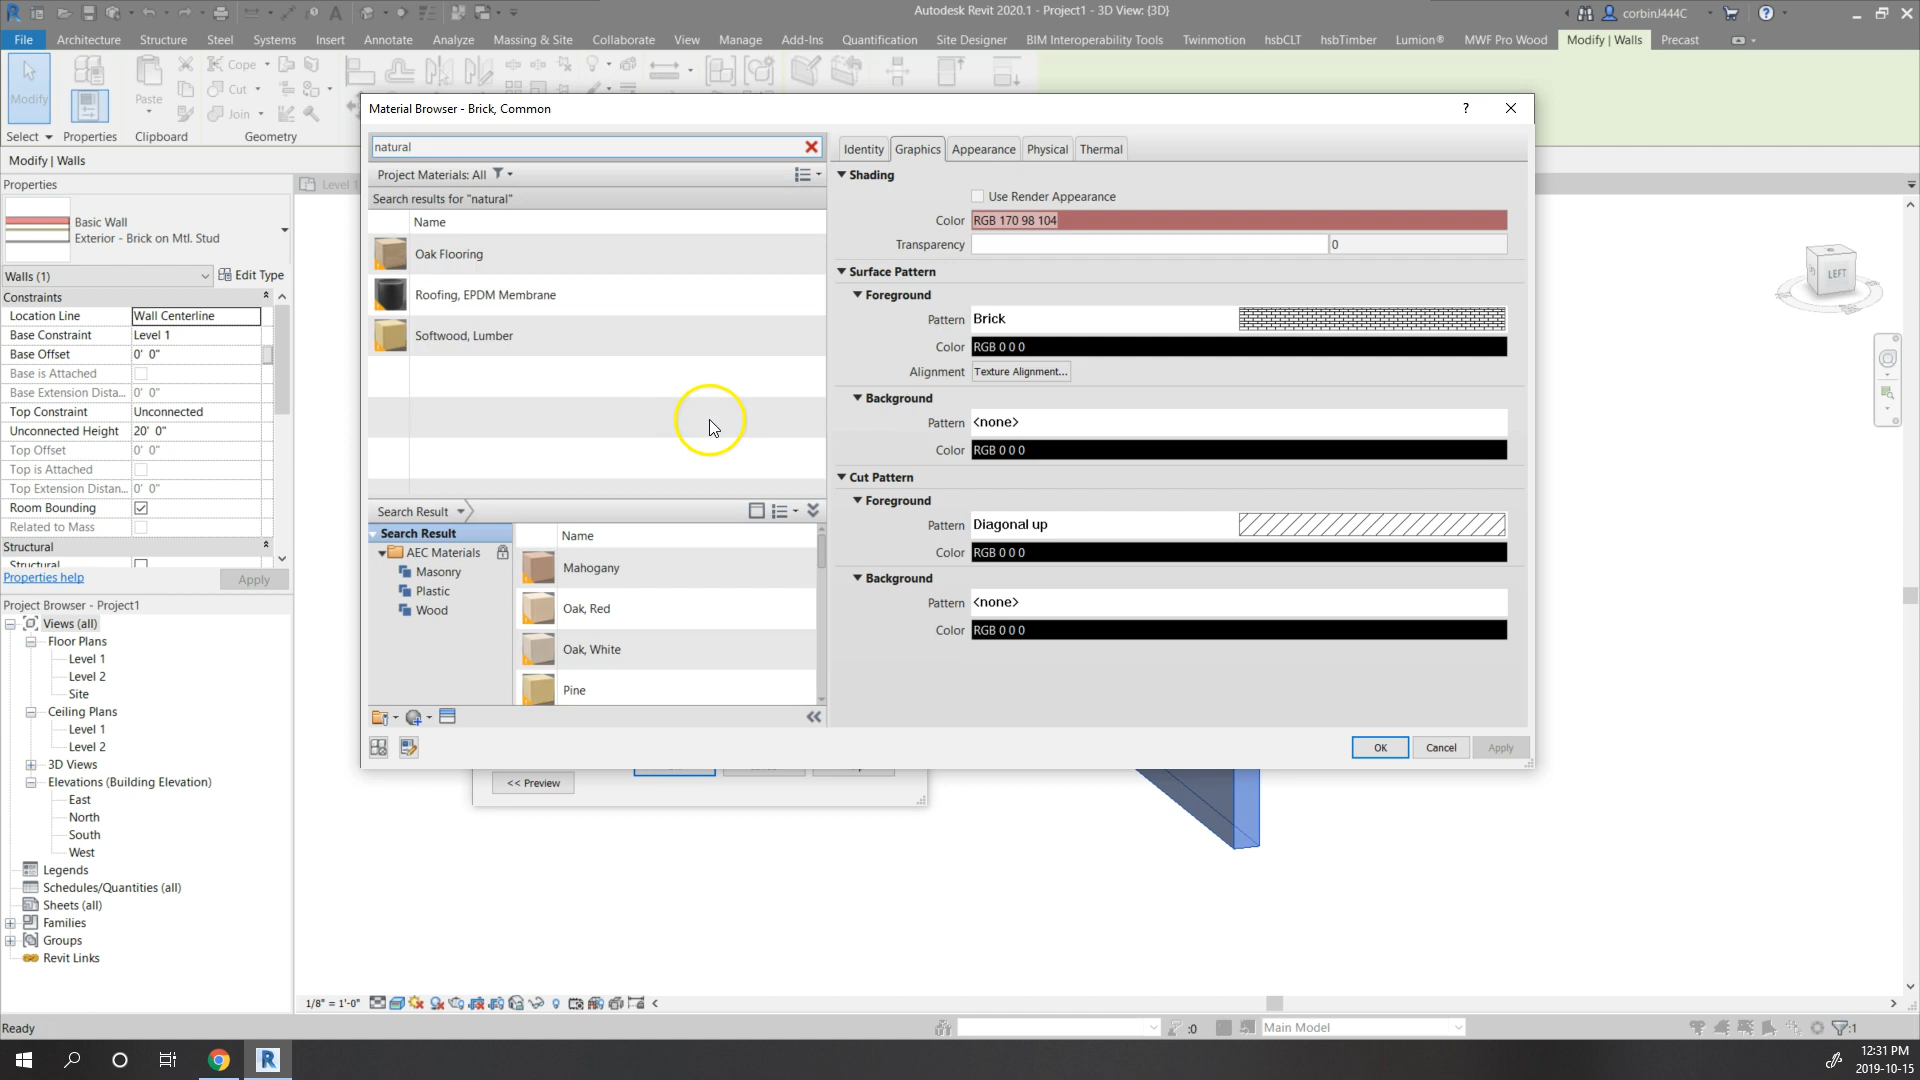 Autodesk Revit 2020.1 - Project1 - 3D View: {3D}
corbinJ444C
File
Architecture
Structure
Steel
Systems
Insert
Annotate
Analyze
Massing & Site
Collaborate
View
Manage
Add-Ins
Quantification
Site Designer
BIM Interoperability Tools
Twinmotion
hsbCLT
hsbTimber
Lumion®
MWF Pro Wood
Modify | Walls
Precast
Modify
Paste
Cope
Cut
Join
Select
Properties
Clipboard
Geometry
Modify | Walls
Properties
Level 1
Basic Wall
Exterior - Brick on Mtl. Stud
Walls (1)
Edit Type
Constraints
Location Line
Wall Centerline
Base Constraint
Level 1
Base Offset
0' 0"
Base is Attached
Base Extension Dista...
0' 0"
Top Constraint
Unconnected
Unconnected Height
20' 0"
Top Offset
0' 0"
Top is Attached
Top Extension Distan...
0' 0"
Room Bounding
Related to Mass
Structural
Structural
Properties help
Apply
Project Browser - Project1
Views (all)
Floor Plans
Level 1
Level 2
Site
Ceiling Plans
Level 1
Level 2
3D Views
Elevations (Building Elevation)
East
North
South
West
Legends
Schedules/Quantities (all)
Sheets (all)
Families
Groups
Revit Links
Material Browser - Brick, Common
?
natural
Project Materials: All
Search results for "natural"
Name
Oak Flooring
Roofing, EPDM Membrane
Softwood, Lumber
Search Result
Search Result
AEC Materials
Masonry
Plastic
Wood
Name
Mahogany
Oak, Red
Oak, White
Pine
Identity
Graphics
Appearance
Physical
Thermal
Shading
Use Render Appearance
Color
RGB 170 98 104
Transparency
0
Surface Pattern
Foreground
Pattern
Brick
Color
RGB 0 0 0
Alignment
Texture Alignment...
Background
Pattern
<none>
Color
RGB 0 0 0
Cut Pattern
Foreground
Pattern
Diagonal up
Color
RGB 0 0 0
Background
Pattern
<none>
Color
RGB 0 0 0
OK
Cancel
Apply
<< Preview
LEFT
1/8" = 1'-0"
Ready
:0
Main Model
:1
12:31 PM
2019-10-15